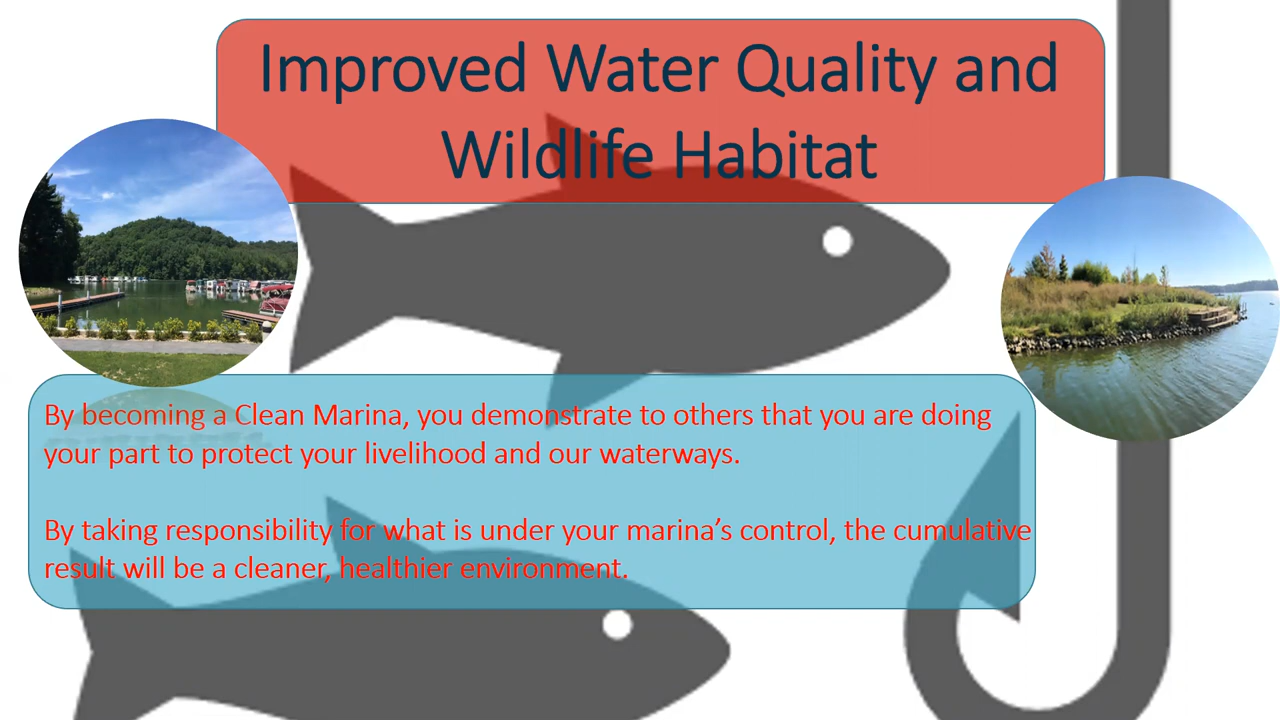 Improved Water Quality and
Wildlife Habitat
By becoming a Clean Marina, you demonstrate to others that you are doing
your part to protect your livelihood and our waterways.
By taking responsibility for what is under your marina’s control, the cumulative
result will be a cleaner, healthier environment.